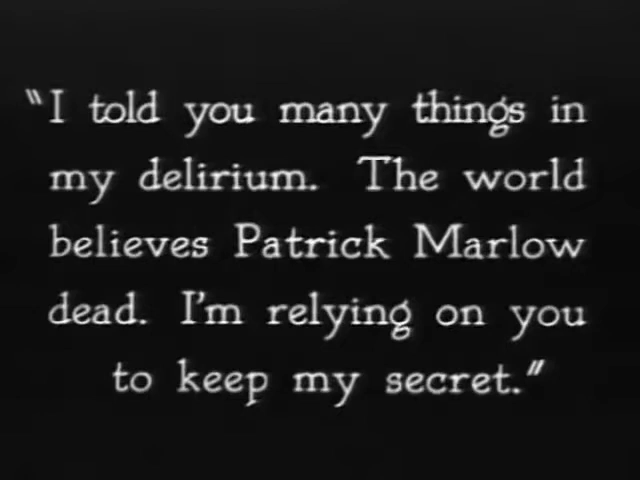 "I told you many things in
my delirium. The world
believes Patrick Marlow
dead. I'm relying on you
to keep my secret."